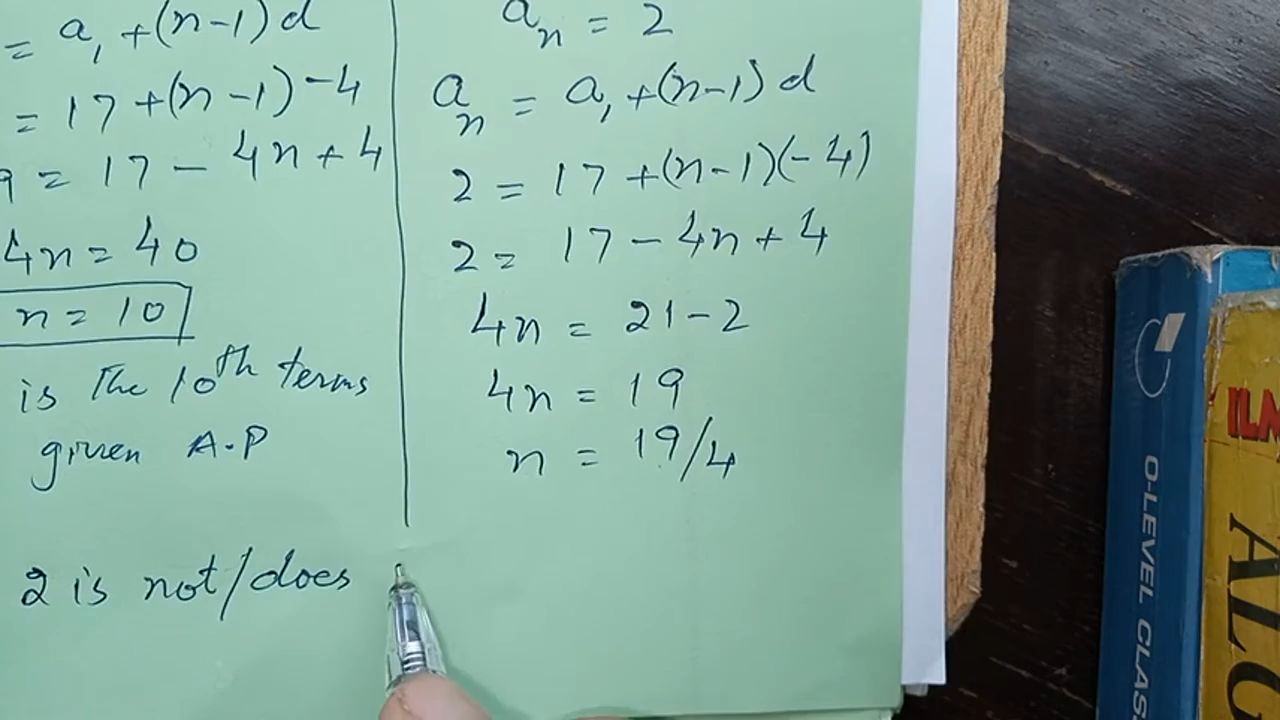 = a₁ + (n-1) d
= 17 + (n-1) -4
9 = 17 - 4n + 4
4n = 40
n = 10
is the 10th terms
given A.P
aₙ = 2
aₙ = a₁ + (n-1) d
2 = 17 + (n-1)(-4)
2 = 17 - 4n + 4
4n = 21-2
4n = 19
n = 19/4
2 is not/does
O-LEVEL CLAS
ILM